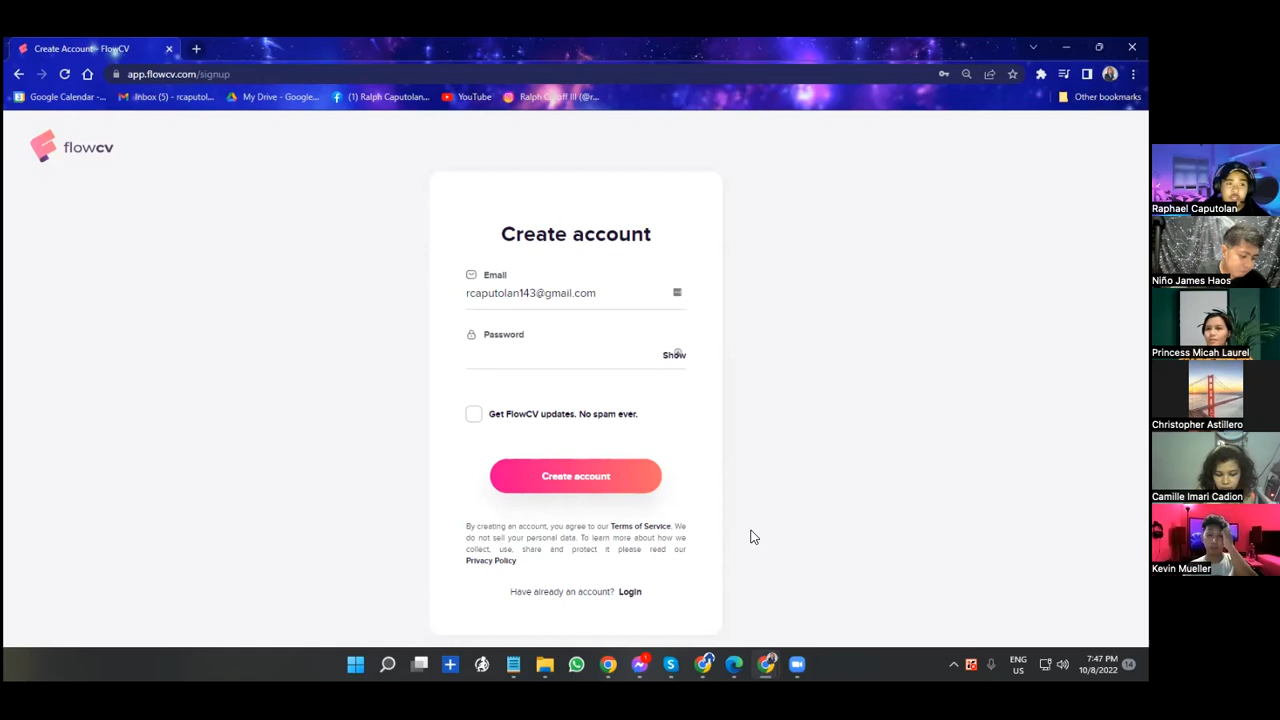 Create Account - FlowCV
app.flowcv.com/signup
Google Calendar -...
Inbox (5) - rcaputol...
My Drive - Google...
(1) Ralph Caputolan...
YouTube
Other bookmarks
flowcv
Create account
Email
rcaputolan143@gmail.com
Password
Show
Get FlowCV updates. No spam ever.
Create account
By creating an account, you agree to our Terms of Service. We
do not sell your personal data. To learn more about how we
collect, use, share and protect it please read our
Privacy Policy
Have already an account? Login
Raphael Caputolan
Niño James Haos
Princess Micah Laurel
Christopher Astillero
Camille Imari Cadion
Kevin Mueller
ENG
US
7:47 PM
10/8/2022
14